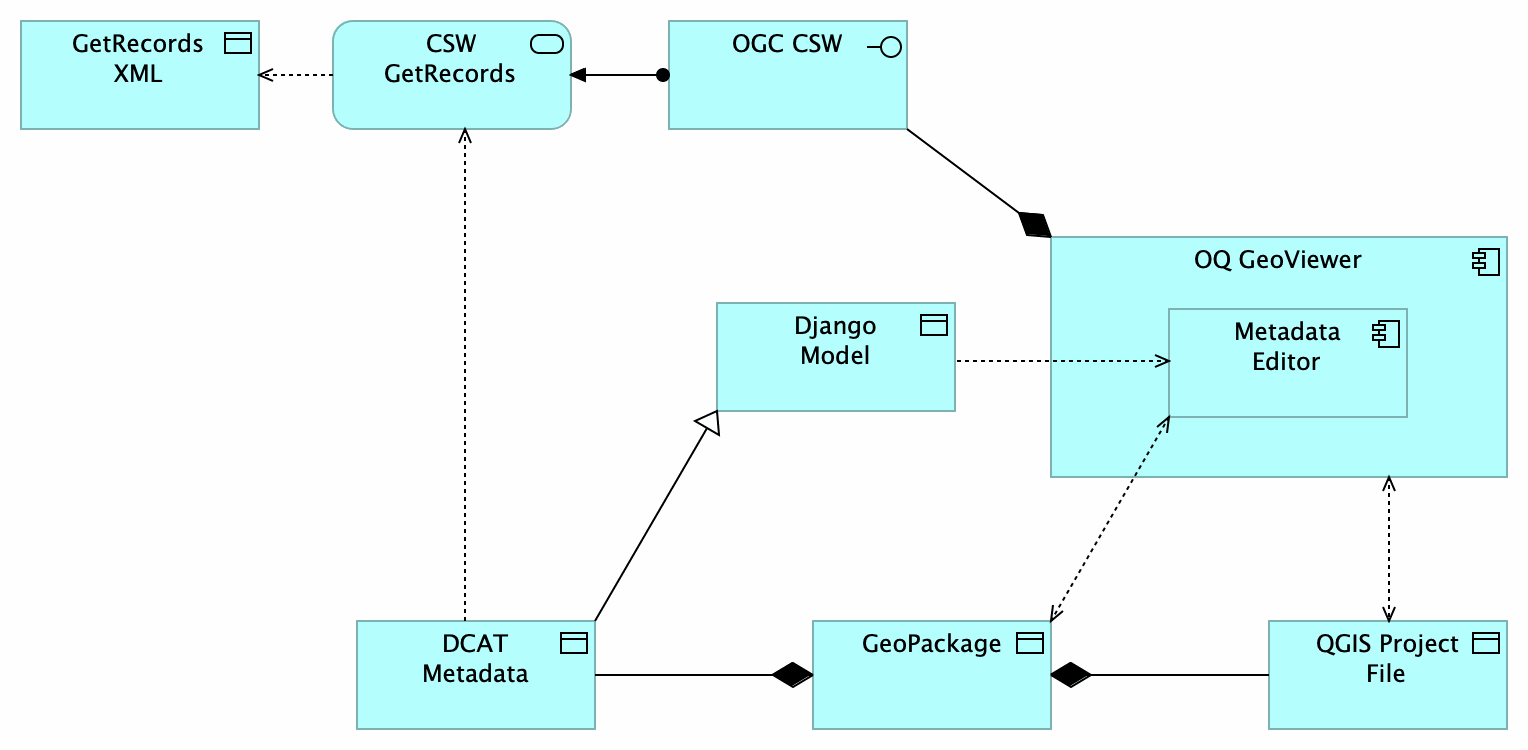 GetRecords
XML
CSW
GetRecords
OGC CSW
OQ GeoViewer
Metadata
Editor
Django
Model
DCAT
Metadata
GeoPackage
QGIS Project
File